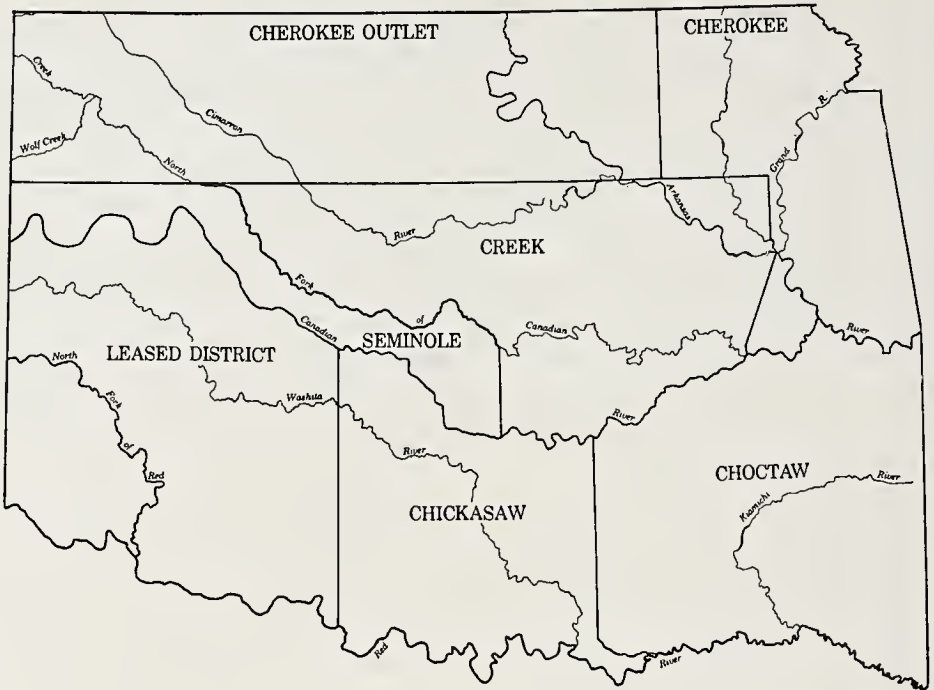 CHEROKEE OUTLET
CHEROKEE
Creek
Cimarron
Grand R.
Wolf Creek
North
Arkansas
River
CREEK
Fork
of
Canadian
Canadian
River
SEMINOLE
LEASED DISTRICT
North
Washita
Fork
River
of
River
Red
CHOCTAW
River
Kiamichi
CHICKASAW
Red
River